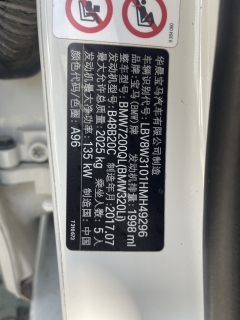 华晨宝马汽车有限公司制造
品牌:宝马(BMW)牌
车辆识别代号:LBV8W3101HMH49296
整车型号:BMW7200QL(BMW320Li)
发动机型号:B48B20C
发动机排量:1998 ml
制造年月:2017.07
最大允许总质量:2025 kg
乘坐人数:5人
发动机最大净功率:135 kW
制造国:中国
颜色代码/色圈:A96